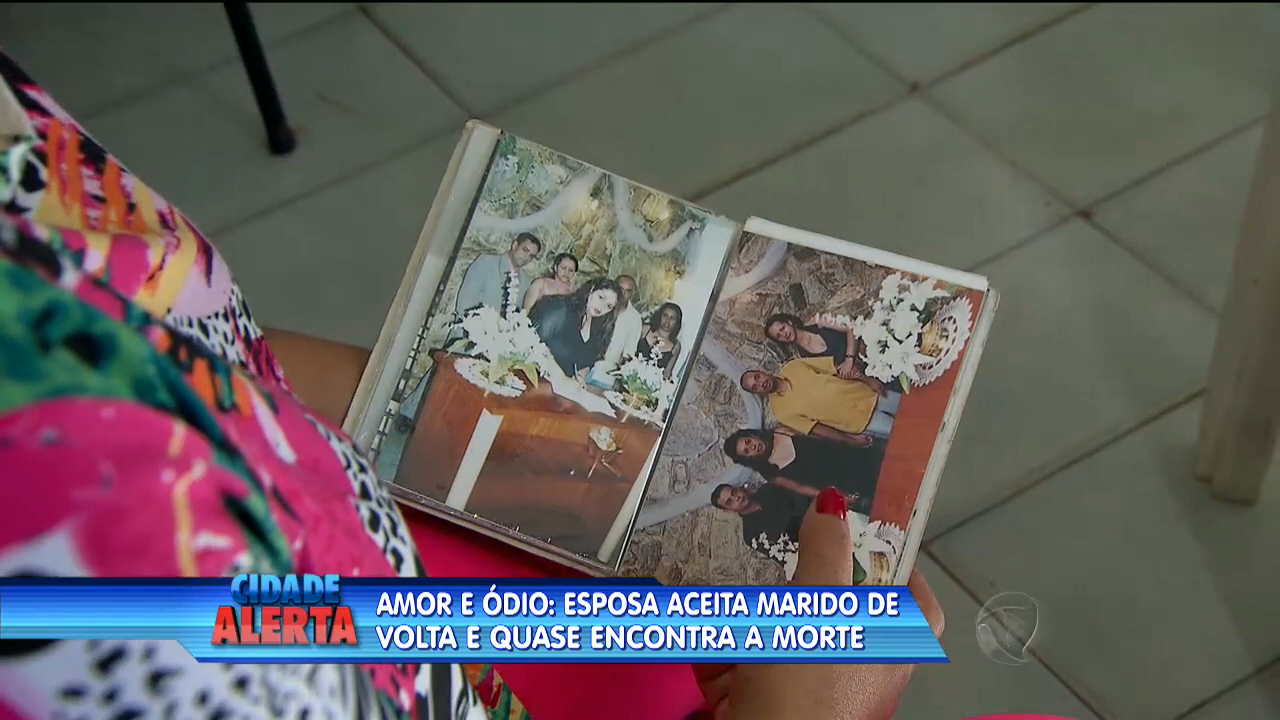 CIDADE
ALERTA
AMOR E ÓDIO: ESPOSA ACEITA MARIDO DE
VOLTA E QUASE ENCONTRA A MORTE